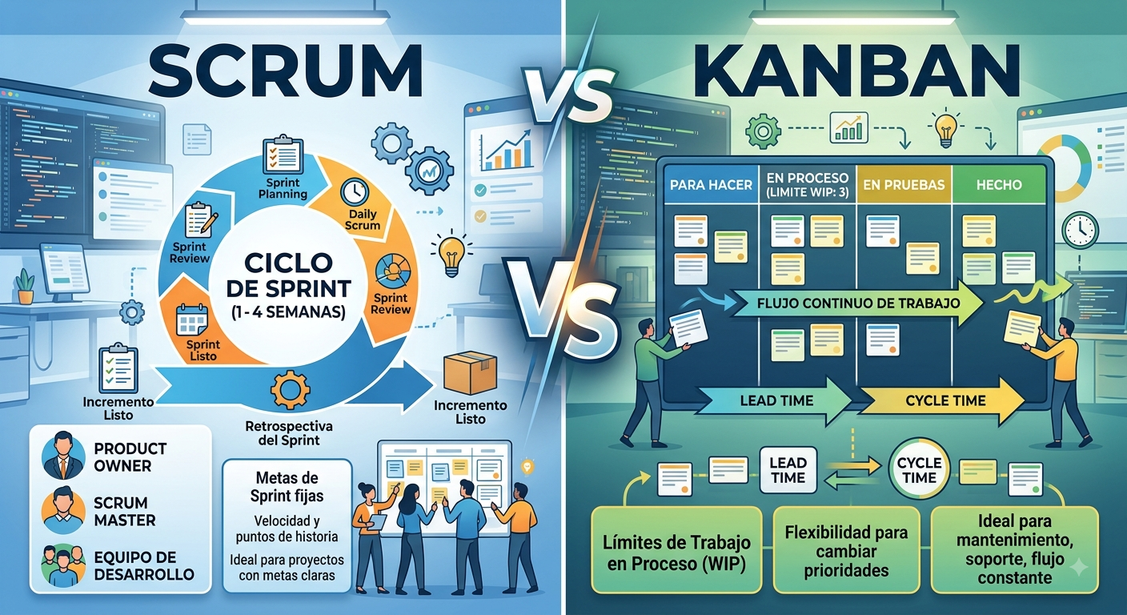 SCRUM
Sprint
Planning
Daily
Scrum
Sprint
Review
Sprint
Review
Sprint
Listo
CICLO
DE SPRINT
(1 - 4 SEMANAS)
Incremento
Listo
Incremento
Listo
Retrospectiva
del Sprint
PRODUCT
OWNER
SCRUM
MASTER
EQUIPO DE
DESARROLLO
Metas de
Sprint fijas
Velocidad y
puntos de historia
Ideal para proyectos
con metas claras
VS
VS
KANBAN
PARA HACER
EN PROCESO
(LIMITE WIP: 3)
EN PRUEBAS
HECHO
FLUJO CONTINUO DE TRABAJO
LEAD TIME
CYCLE TIME
LEAD
TIME
CYCLE
TIME
Límites de Trabajo
en Proceso (WIP)
Flexibilidad para
cambiar
prioridades
Ideal para
mantenimiento,
soporte, flujo
constante